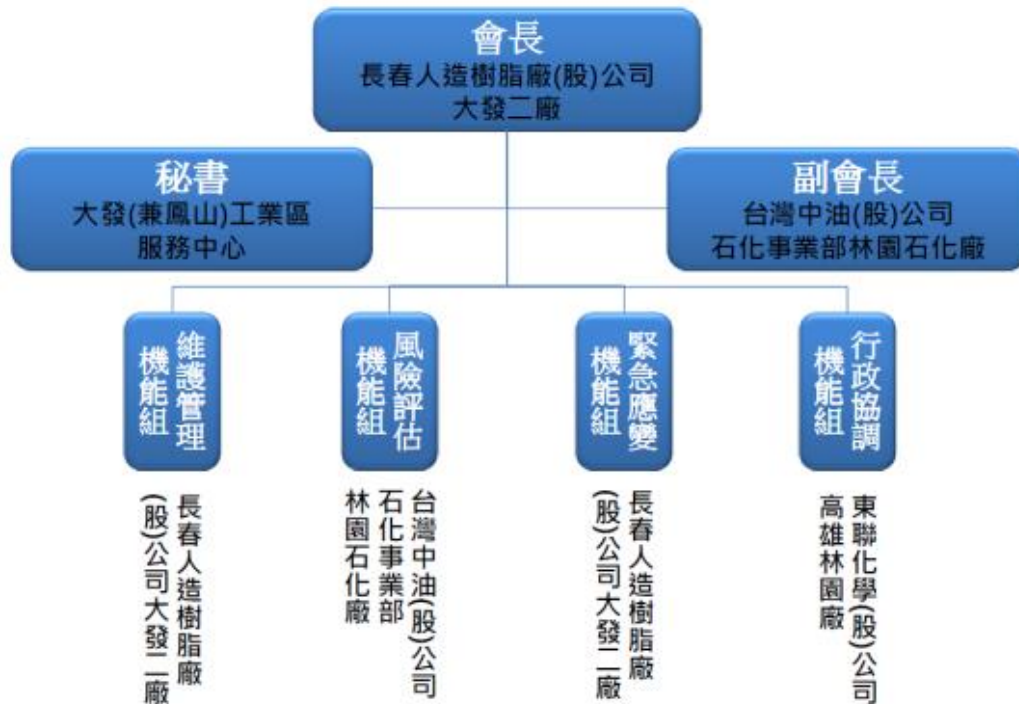 會長
長春人造樹脂廠(股)公司
大發二廠
秘書
大發(兼鳳山)工業區
服務中心
副會長
台灣中油(股)公司
石化事業部林園石化廠
維護管理
機能組
風險評估
機能組
緊急應變
機能組
行政協調
機能組
長春人造樹脂廠
(股)公司大發二廠
台灣中油(股)公司
石化事業部
林園石化廠
長春人造樹脂廠
(股)公司大發二廠
東聯化學(股)公司
高雄林園廠